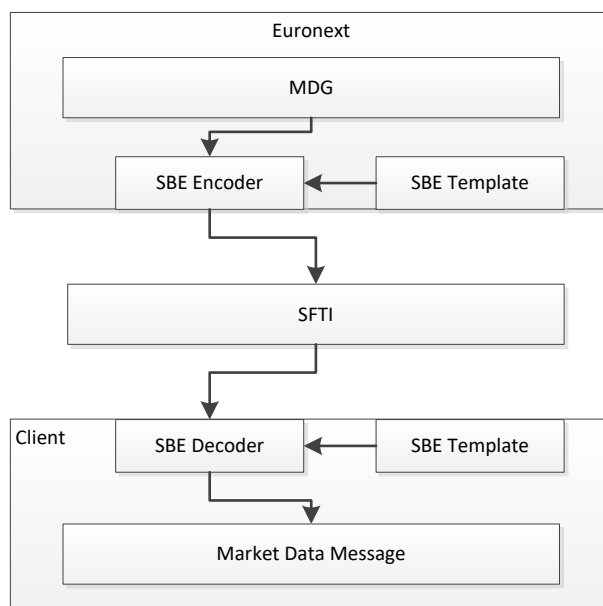 Euronext
MDG
SBE Encoder
SBE Template
SFTI
Client
SBE Decoder
SBE Template
Market Data Message